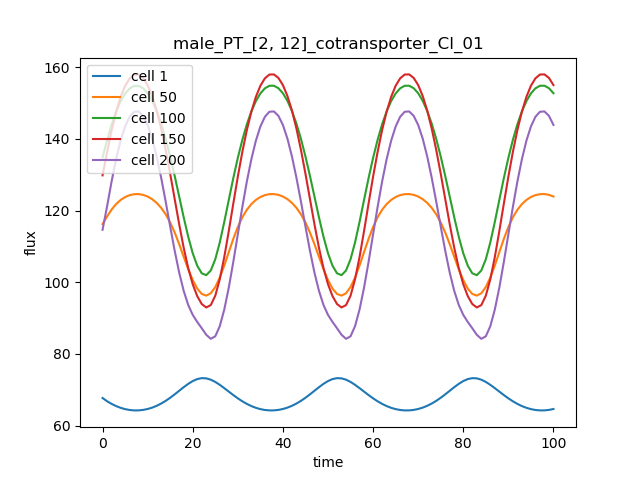 male_PT_[2, 12]_cotransporter_Cl_01
cell 1
cell 50
cell 100
cell 150
cell 200
160
140
120
100
80
60
flux
0 20 40 60 80 100
time